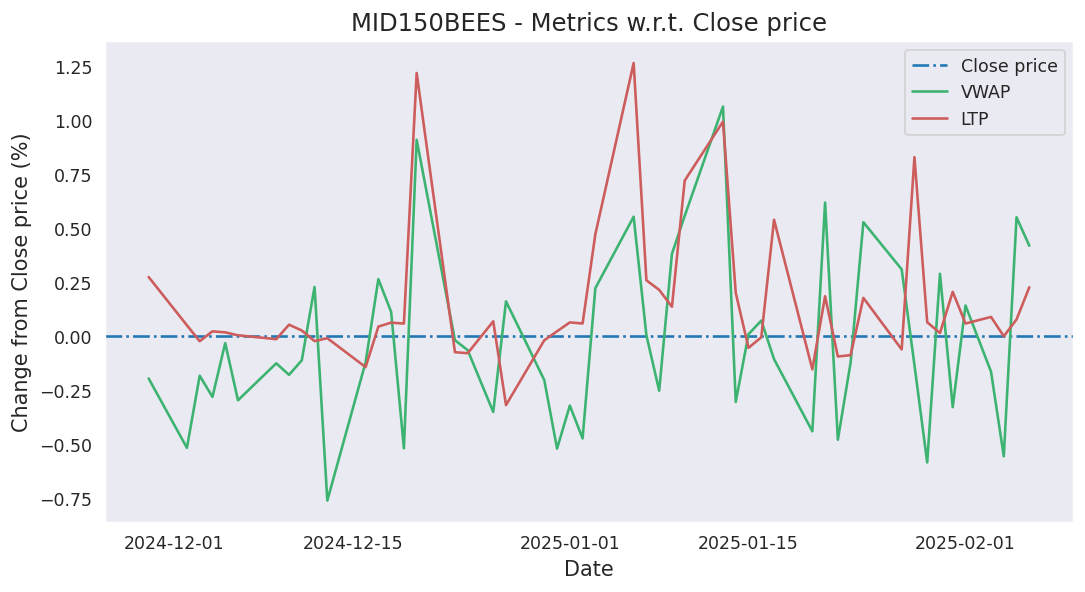 MID150BEES - Metrics w.r.t. Close price
Change from Close price (%)
1.25
1.00
0.75
0.50
0.25
0.00
−0.25
−0.50
−0.75
Close price
VWAP
LTP
2024-12-01
2024-12-15
2025-01-01
2025-01-15
2025-02-01
Date